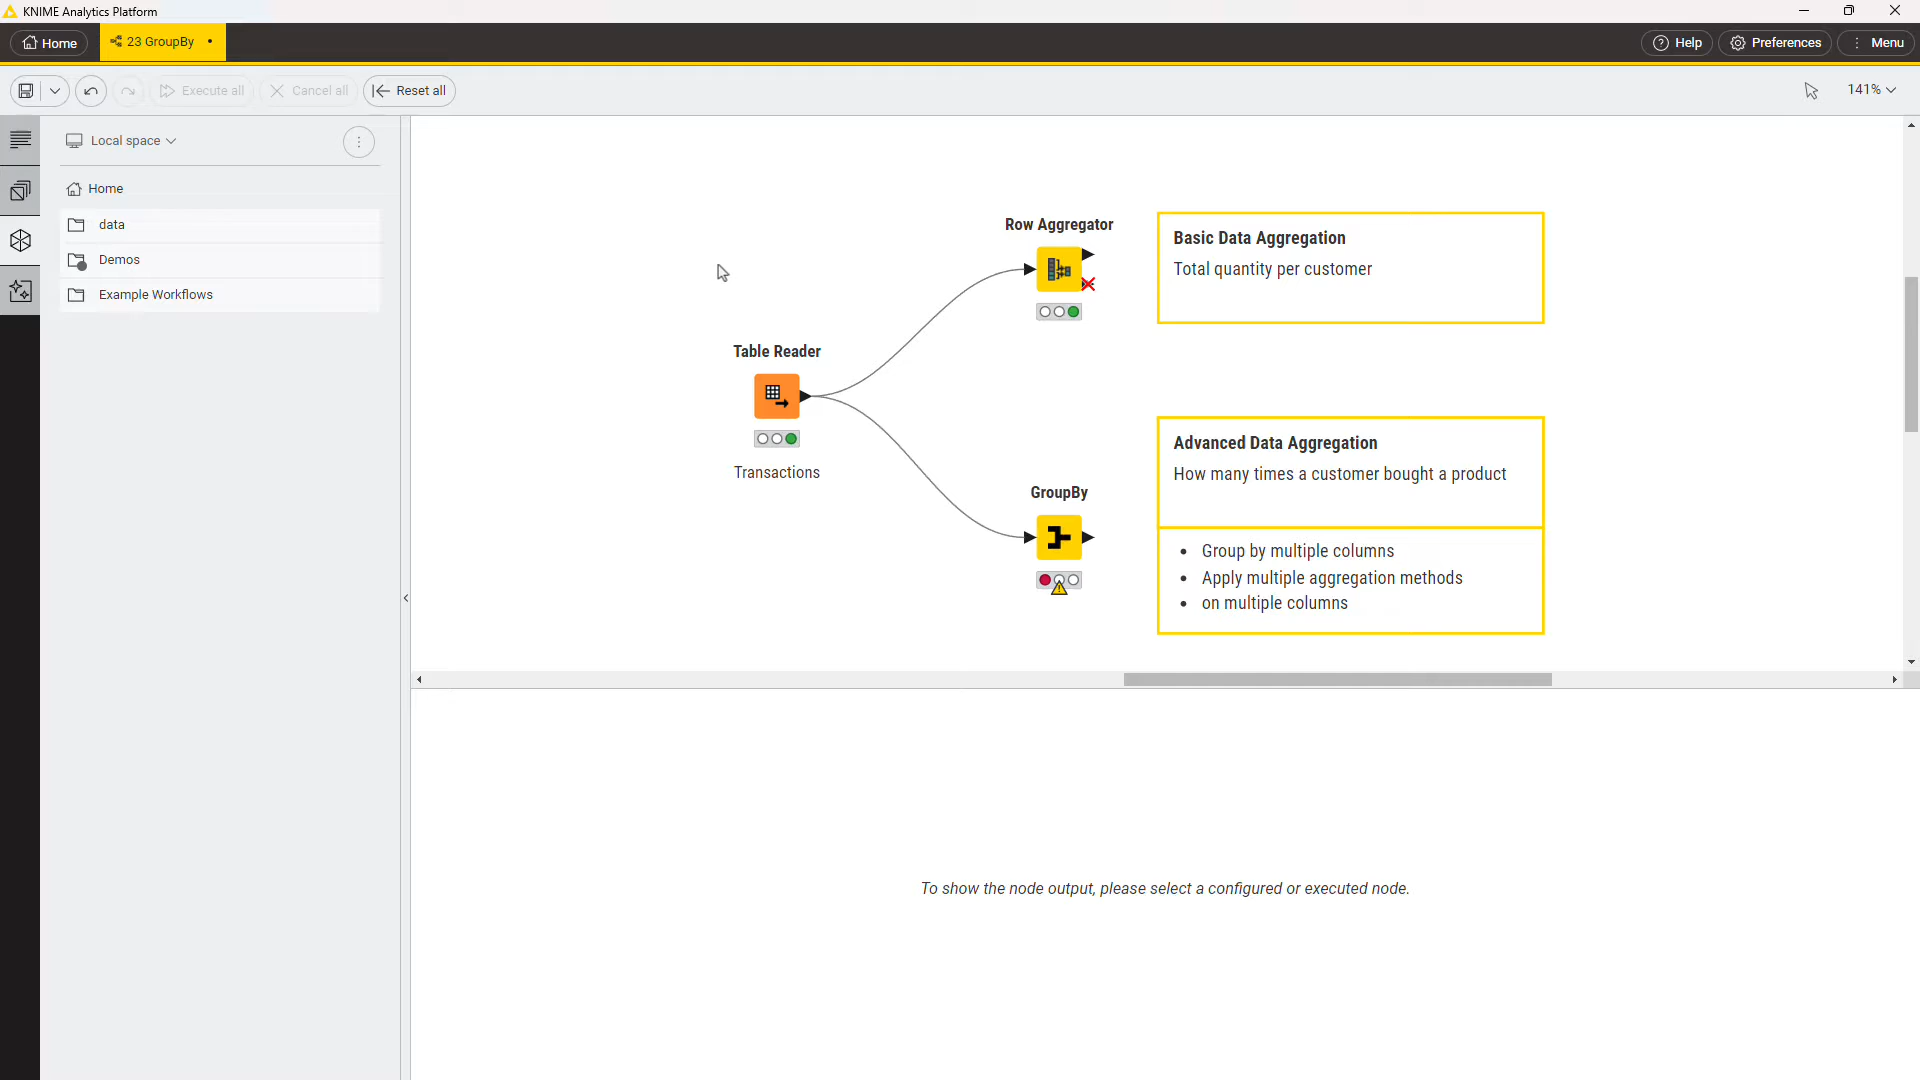 KNIME Analytics Platform
Home
23 GroupBy •
Help
Preferences
Menu
Execute all
Cancel all
Reset all
141%
Local space
Home
data
Demos
Example Workflows
Row Aggregator
Basic Data Aggregation
Total quantity per customer
Table Reader
Transactions
GroupBy
Advanced Data Aggregation
How many times a customer bought a product
• Group by multiple columns
• Apply multiple aggregation methods
• on multiple columns
To show the node output, please select a configured or executed node.